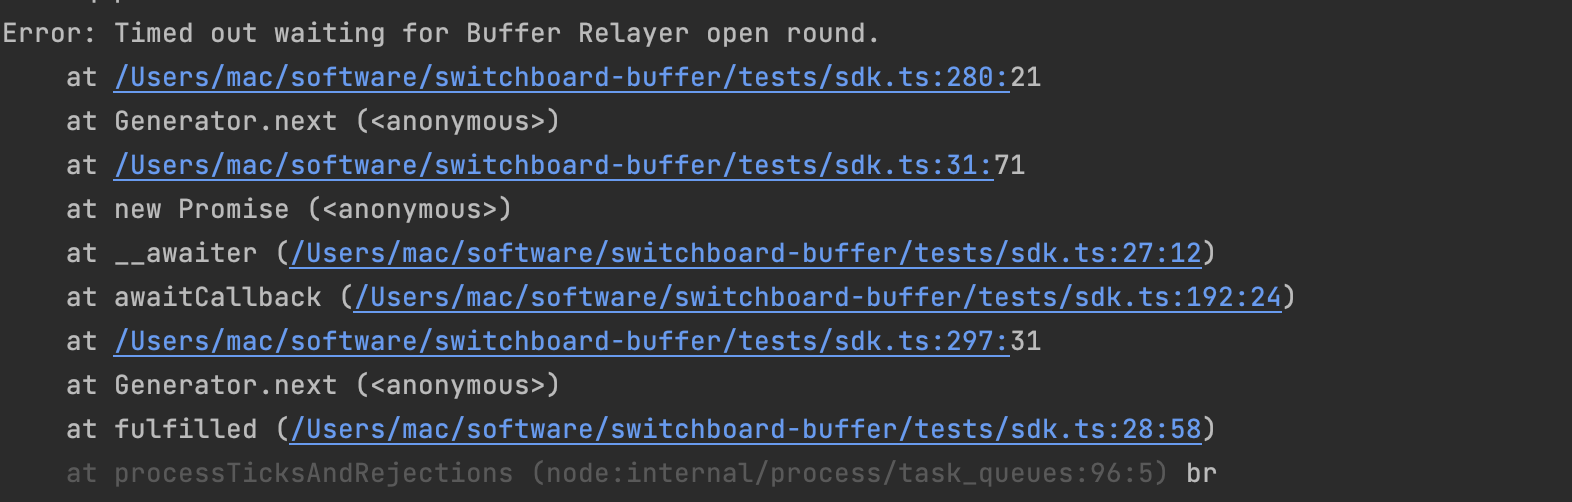 Error: Timed out waiting for Buffer Relayer open round.
at /Users/mac/software/switchboard-buffer/tests/sdk.ts:280:21
at Generator.next (<anonymous>)
at /Users/mac/software/switchboard-buffer/tests/sdk.ts:31:71
at new Promise (<anonymous>)
at __awaiter (/Users/mac/software/switchboard-buffer/tests/sdk.ts:27:12)
at awaitCallback (/Users/mac/software/switchboard-buffer/tests/sdk.ts:192:24)
at /Users/mac/software/switchboard-buffer/tests/sdk.ts:297:31
at Generator.next (<anonymous>)
at fulfilled (/Users/mac/software/switchboard-buffer/tests/sdk.ts:28:58)
at processTicksAndRejections (node:internal/process/task_queues:96:5) br